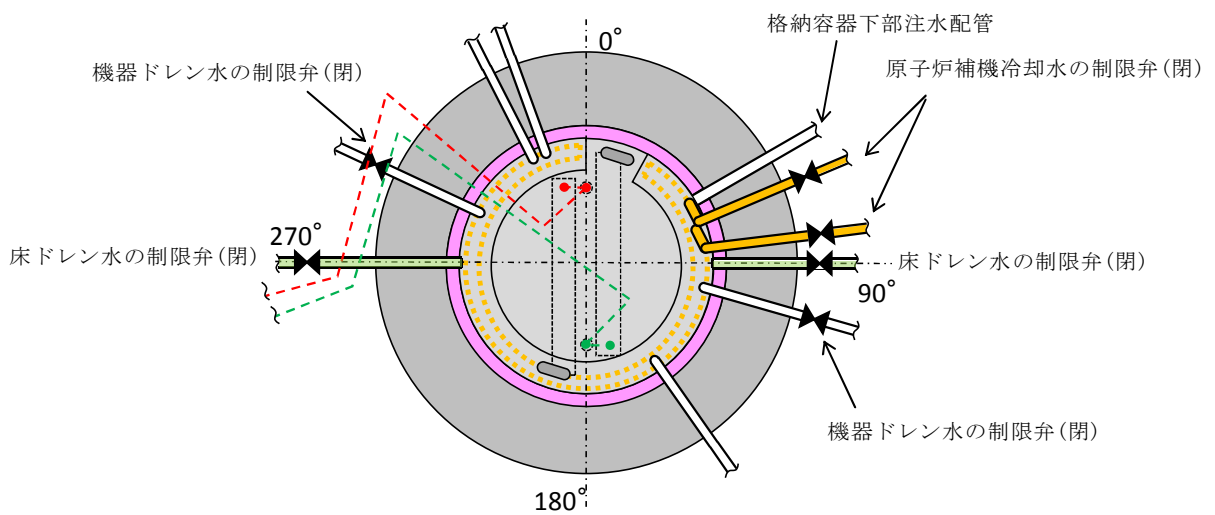 格納容器下部注水配管
0°
機器ドレン水の制限弁(閉)
原子炉補機冷却水の制限弁(閉)
270°
床ドレン水の制限弁(閉)
床ドレン水の制限弁(閉)
90°
機器ドレン水の制限弁(閉)
180°